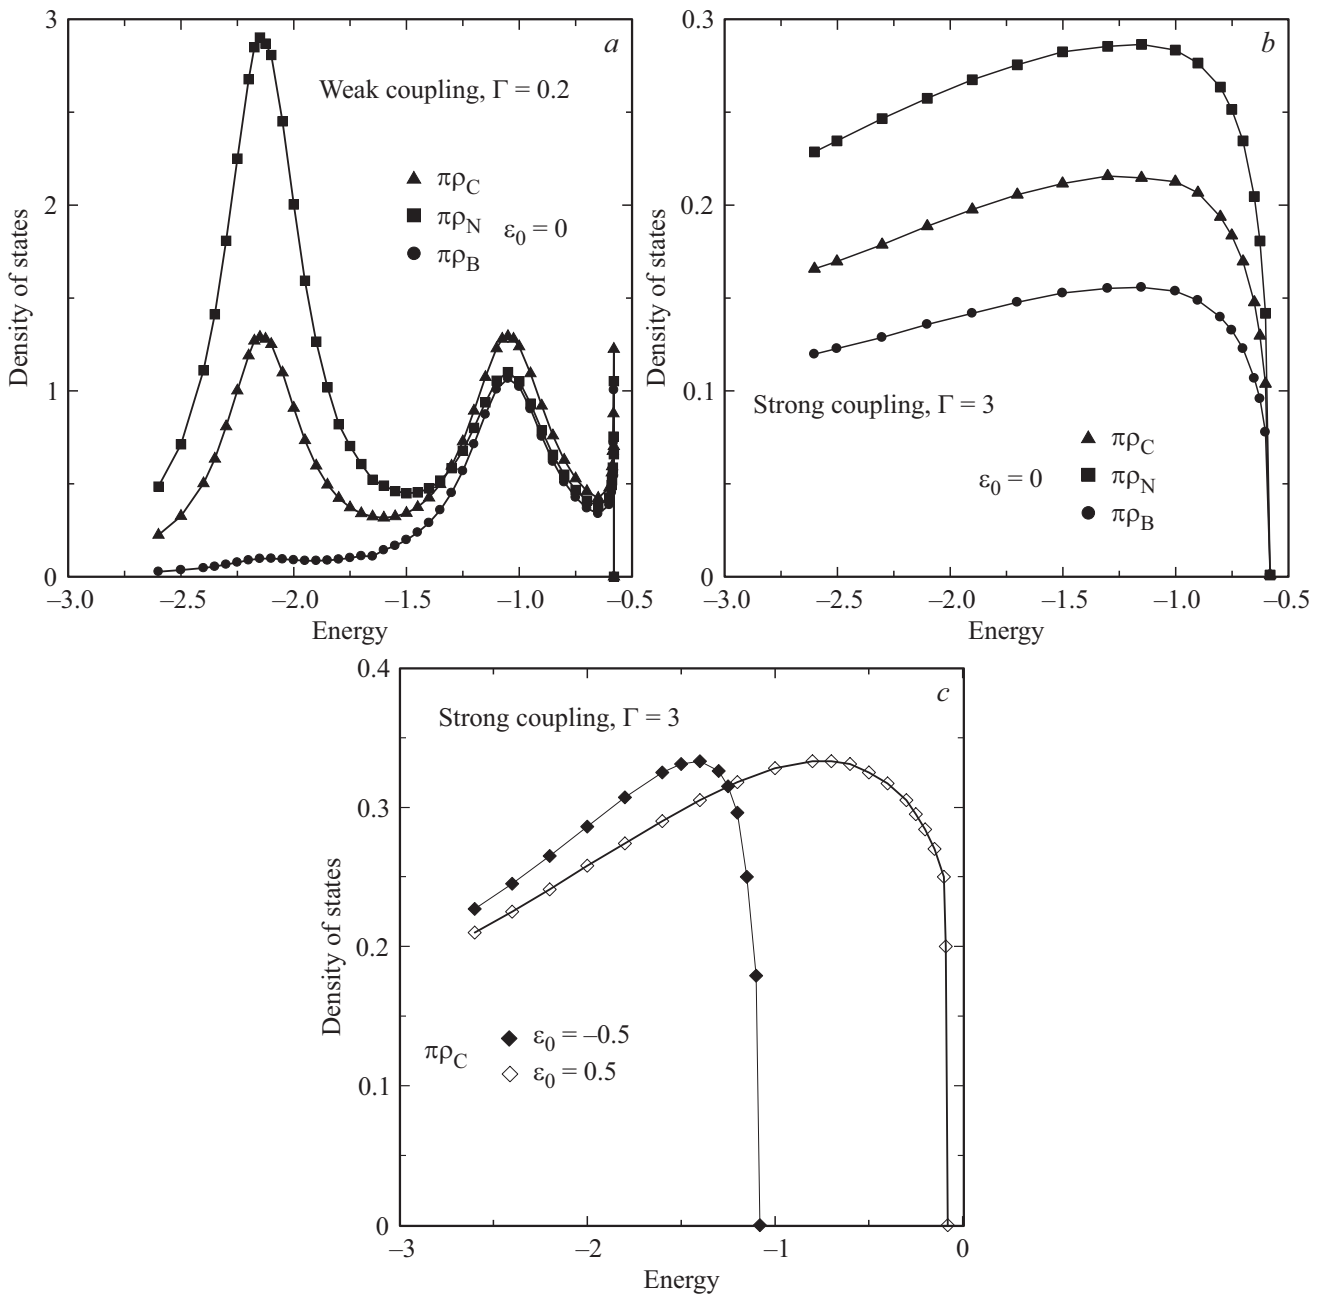 3
2
1
0
–3.0
–2.5
–2.0
–1.5
–1.0
–0.5
Energy
Density of states
a
Weak coupling, Γ = 0.2
πρC
πρN
πρB
ε0 = 0
0.3
0.2
0.1
0
–3.0
–2.5
–2.0
–1.5
–1.0
–0.5
Energy
Density of states
b
Strong coupling, Γ = 3
πρC
πρN
πρB
ε0 = 0
0.4
0.3
0.2
0.1
0
–3
–2
–1
0
Energy
Density of states
c
Strong coupling, Γ = 3
πρC
ε0 = –0.5
ε0 = 0.5